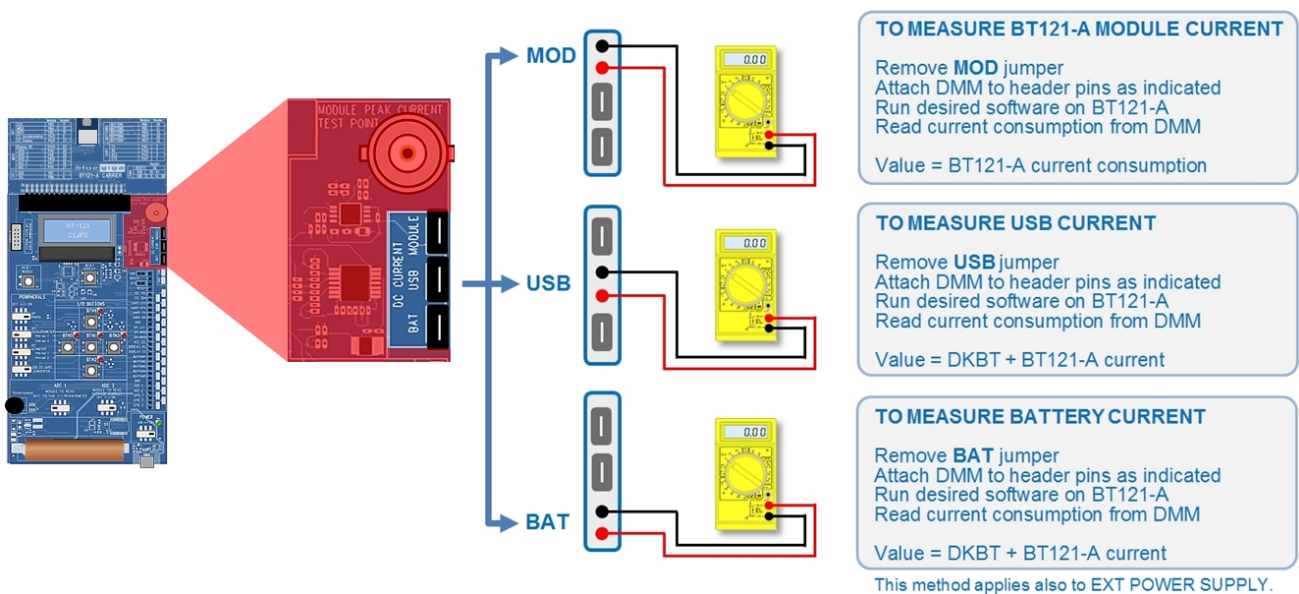 MODULE PEAK CURRENT
TEST POINT
DC CURRENT
BAT USB MODULE
BT121-A CARRIER
BT-121
PERIPHERALS
I/O BUTTONS
ADC 1
ADC 2
POWER
MOD
0.00
TO MEASURE BT121-A MODULE CURRENT
Remove MOD jumper
Attach DMM to header pins as indicated
Run desired software on BT121-A
Read current consumption from DMM
Value = BT121-A current consumption
USB
0.00
TO MEASURE USB CURRENT
Remove USB jumper
Attach DMM to header pins as indicated
Run desired software on BT121-A
Read current consumption from DMM
Value = DKBT + BT121-A current
BAT
0.00
TO MEASURE BATTERY CURRENT
Remove BAT jumper
Attach DMM to header pins as indicated
Run desired software on BT121-A
Read current consumption from DMM
Value = DKBT + BT121-A current
This method applies also to EXT POWER SUPPLY.